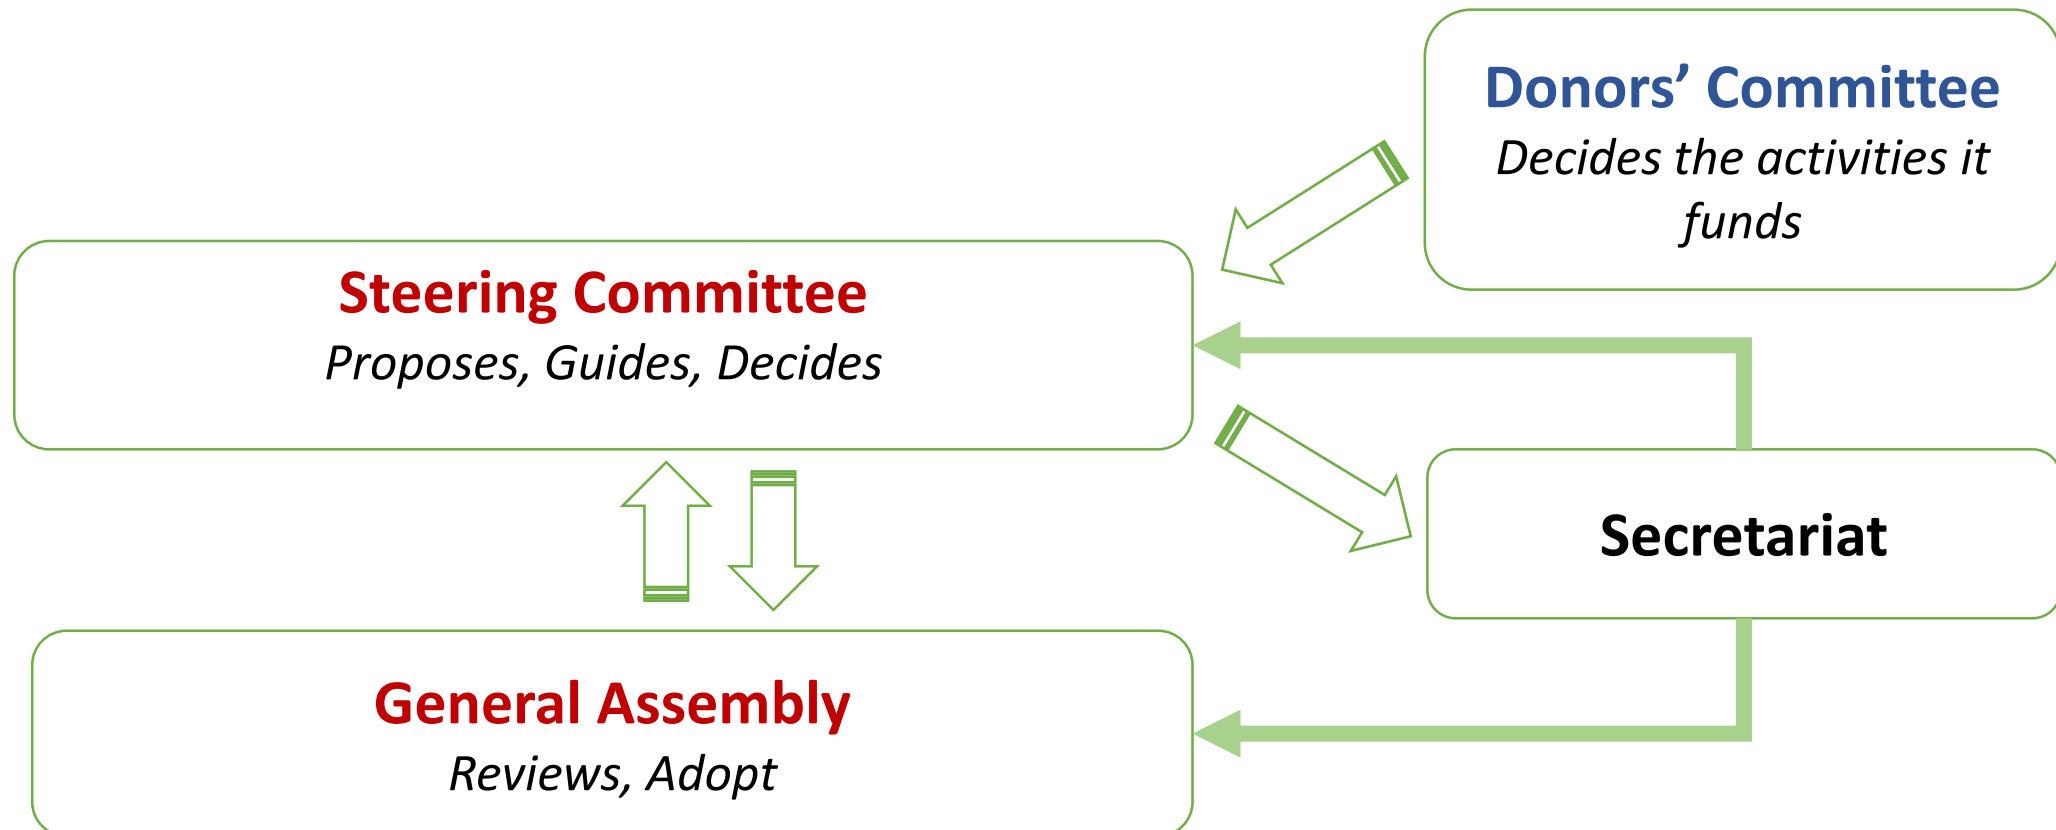 Donors’ Committee
Decides the activities it
funds
Steering Committee
Proposes, Guides, Decides
Secretariat
General Assembly
Reviews, Adopt